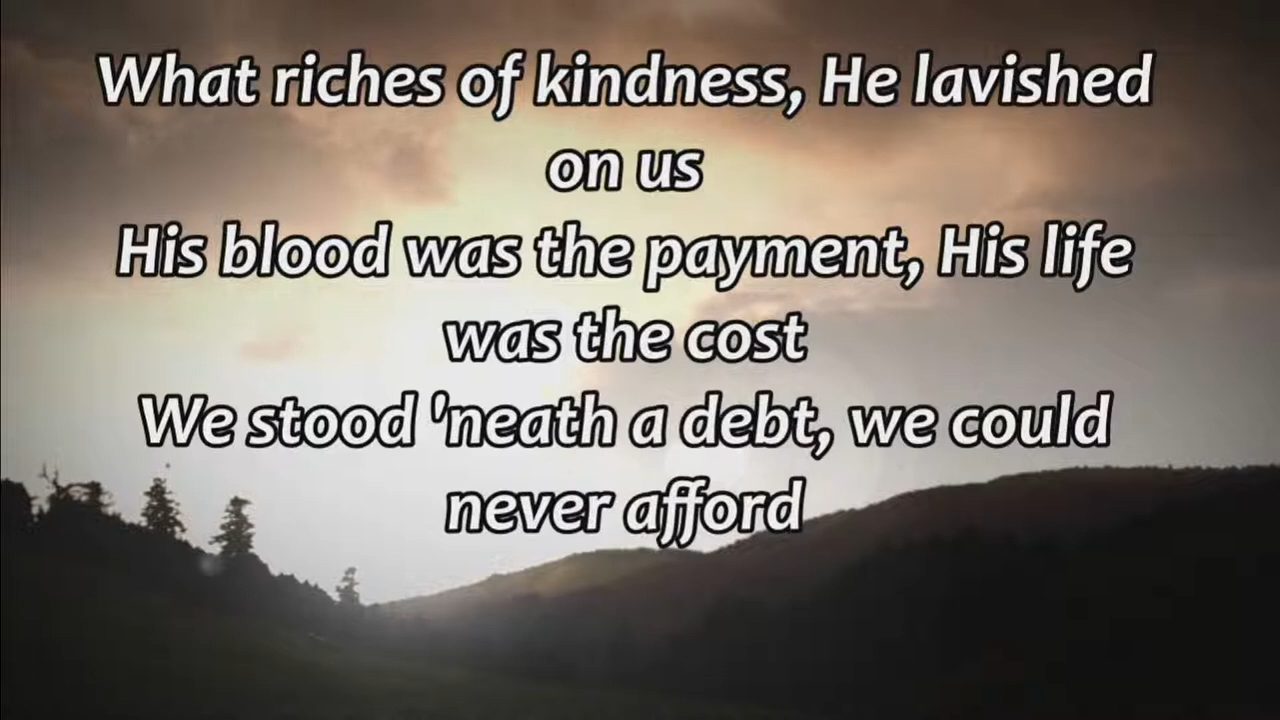 What riches of kindness, He lavished
on us
His blood was the payment, His life
was the cost
We stood 'neath a debt, we could
never afford